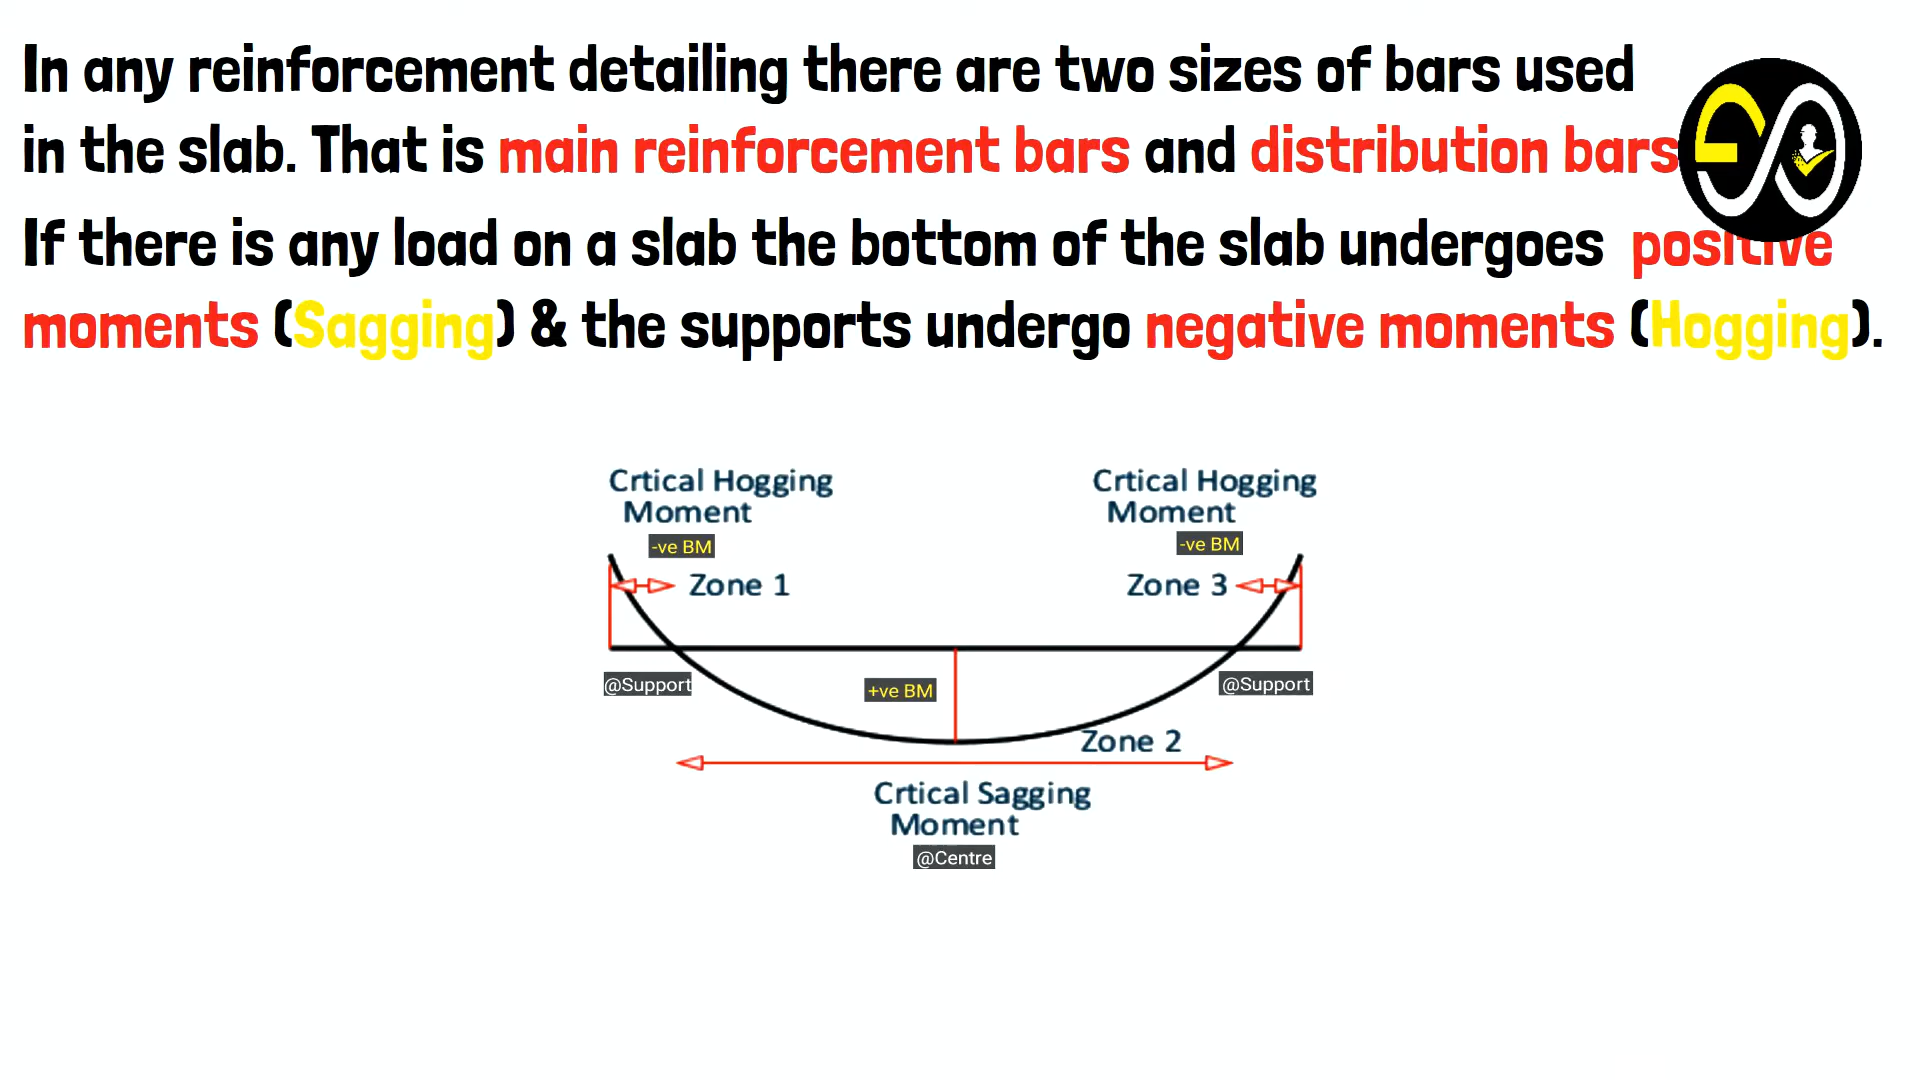 In any reinforcement detailing there are two sizes of bars used
in the slab. That is main reinforcement bars and distribution bars
If there is any load on a slab the bottom of the slab undergoes positive
moments (Sagging) & the supports undergo negative moments (Hogging).
Crtical Hogging
Moment
-ve BM
Zone 1
Crtical Hogging
Moment
-ve BM
Zone 3
@Support
+ve BM
@Support
Zone 2
Crtical Sagging
Moment
@Centre